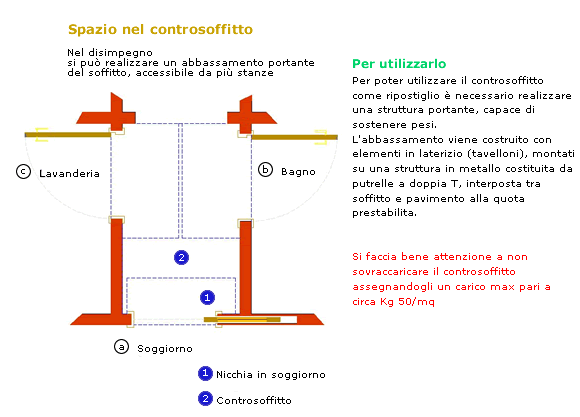 Spazio nel controsoffitto
Nel disimpegno
si può realizzare un abbassamento portante
del soffitto, accessibile da più stanze
Per utilizzarlo
Per poter utilizzare il controsoffitto
come ripostiglio è necessario realizzare
una struttura portante, capace di
sostenere pesi.
L'abbassamento viene costruito con
elementi in laterizio (tavelloni), montati
su una struttura in metallo costituita da
putrelle a doppia T, interposta tra
soffitto e pavimento alla quota
prestabilita.
Si faccia bene attenzione a non
sovraccaricare il controsoffitto
assegnandogli un carico max pari a
circa Kg 50/mq
c Lavanderia
b Bagno
2
1
a Soggiorno
1 Nicchia in soggiorno
2 Controsoffitto